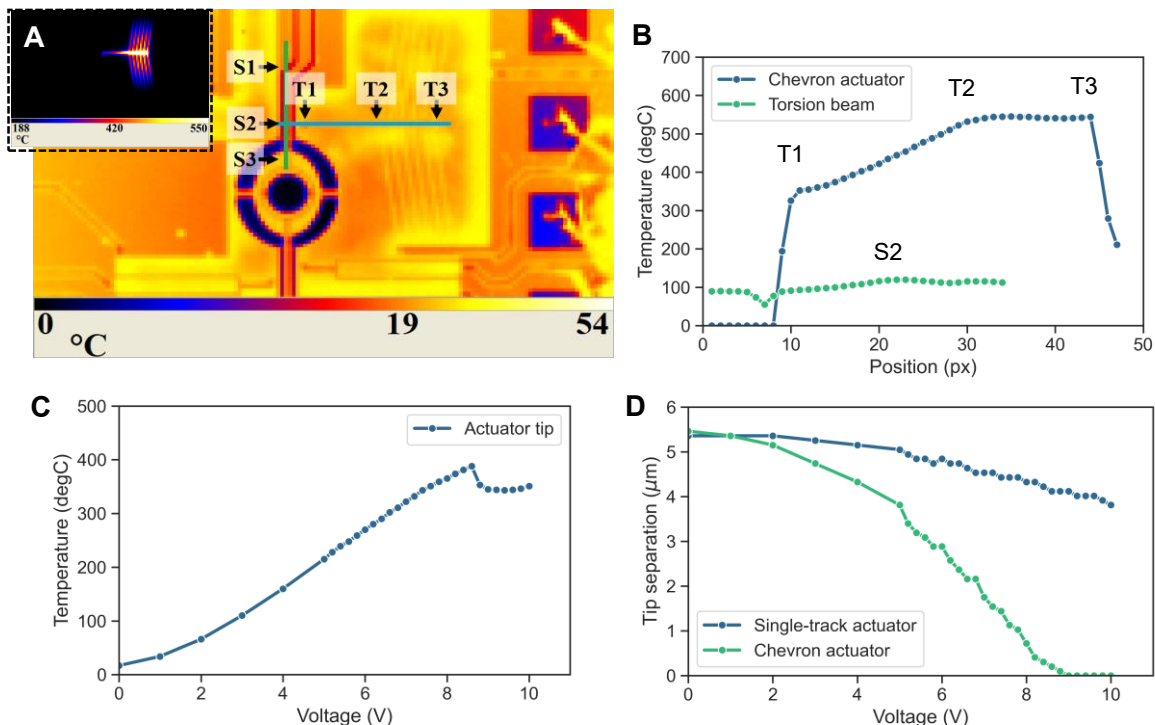 A
188 420 550
°C
S1
T1 T2 T3
S2
S3
0 19 54
°C
B
700
600
500
400
300
200
100
0
Temperature (degC)
Chevron actuator
Torsion beam
T1
T2
T3
S2
0 10 20 30 40 50
Position (px)
C
500
400
300
200
100
0
Temperature (degC)
Actuator tip
0 2 4 6 8 10
Voltage (V)
D
6
5
4
3
2
1
0
Tip separation (μm)
Single-track actuator
Chevron actuator
0 2 4 6 8 10
Voltage (V)